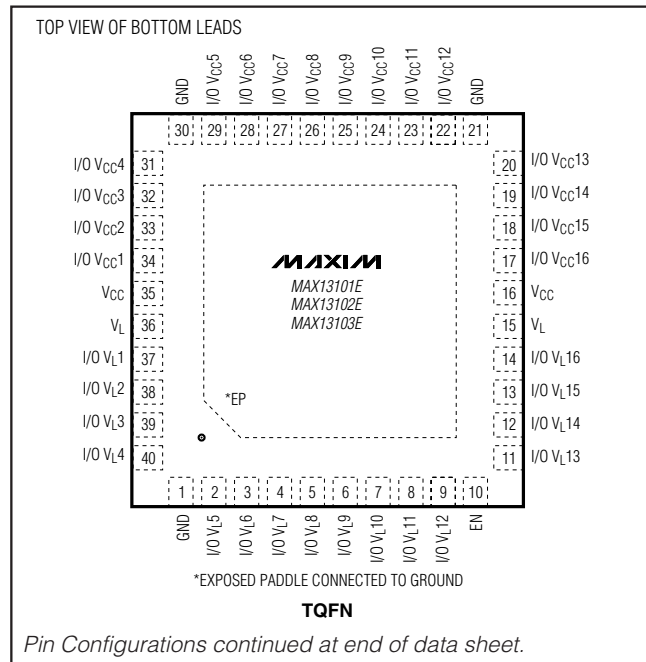 TOP VIEW OF BOTTOM LEADS
GND
I/O VCC5
I/O VCC6
I/O VCC7
I/O VCC8
I/O VCC9
I/O VCC10
I/O VCC11
I/O VCC12
GND
30 29 28 27 26 25 24 23 22 21
I/O VCC4 31
I/O VCC3 32
I/O VCC2 33
I/O VCC1 34
VCC 35
VL 36
I/O VL1 37
I/O VL2 38
I/O VL3 39
I/O VL4 40
20 I/O VCC13
19 I/O VCC14
18 I/O VCC15
17 I/O VCC16
16 VCC
15 VL
14 I/O VL16
13 I/O VL15
12 I/O VL14
11 I/O VL13
MAXIM
MAX13101E
MAX13102E
MAX13103E
*EP
1 2 3 4 5 6 7 8 9 10
GND
I/O VL5
I/O VL6
I/O VL7
I/O VL8
I/O VL9
I/O VL10
I/O VL11
I/O VL12
EN
*EXPOSED PADDLE CONNECTED TO GROUND
TQFN
Pin Configurations continued at end of data sheet.